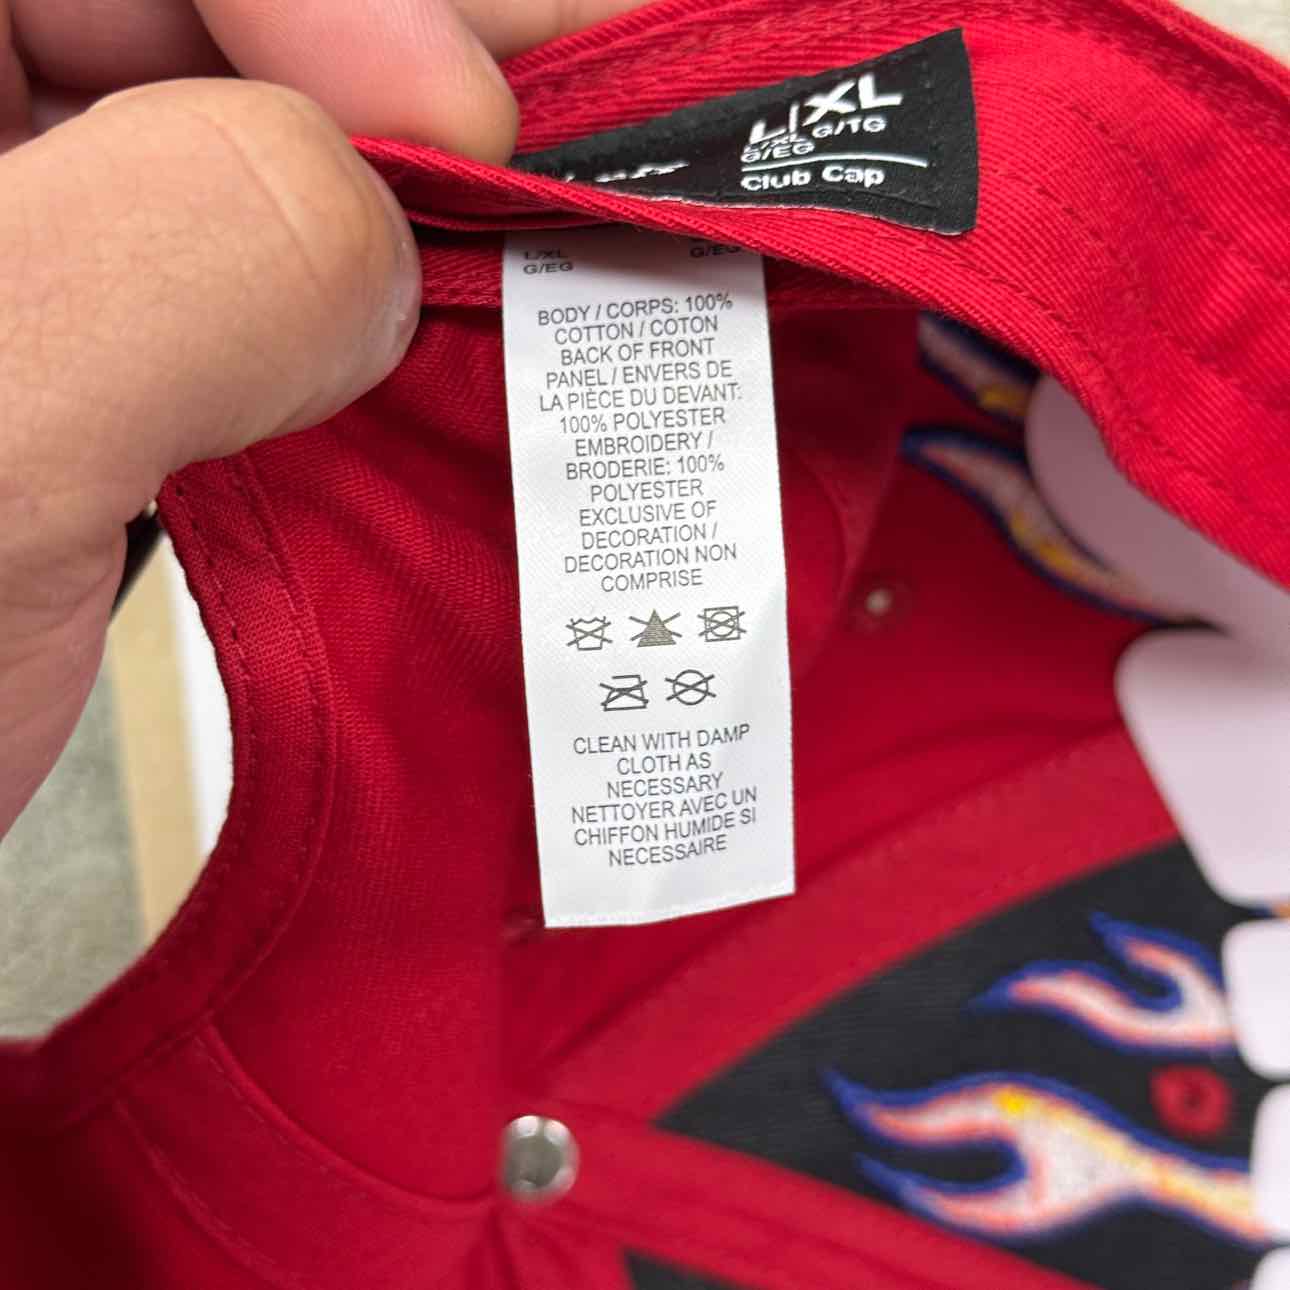 L/XL
G/TG
L/XL
G/EG
Club Cap
L/XL
G/EG
G/EG
BODY / CORPS: 100%
COTTON / COTON
BACK OF FRONT
PANEL / ENVERS DE
LA PIÈCE DU DEVANT:
100% POLYESTER
EMBROIDERY /
BRODERIE: 100%
POLYESTER
EXCLUSIVE OF
DECORATION /
DECORATION NON
COMPRISE
CLEAN WITH DAMP
CLOTH AS
NECESSARY
NETTOYER AVEC UN
CHIFFON HUMIDE SI
NECESSAIRE